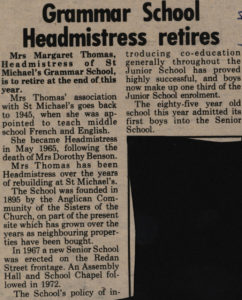 Grammar School
Headmistress retires
Mrs Margaret Thomas,
Headmistress of St
Michael's Grammar School,
is to retire at the end of this
year.
Mrs Thomas'
association with St Michael's goes back
to 1945, when she was ap-
pointed to teach middle
school French and English.
She became Headmistress
in May 1965, following the
death of Mrs Dorothy Benson.
Mrs Thomas has been
Headmistress over the years
of rebuilding at St Michael's.
The School was founded in
1895 by the Anglican Comm-
unity of the Sisters of the
Church, on part of the present
site which has grown over the
years as neighbouring proper-
ties have been bought.
In 1967 a new Senior School
was erected on the Redan
Street frontage. An Assembly
Hall and School Chapel fol-
lowed in 1972.
The School's policy of in-
troducing co-education
generally throughout the
Junior School has proved
highly successful, and boys
now make up one third of the
Junior School enrolment.
The eighty-five year old
school this year admitted its
first boys into the Senior
School.